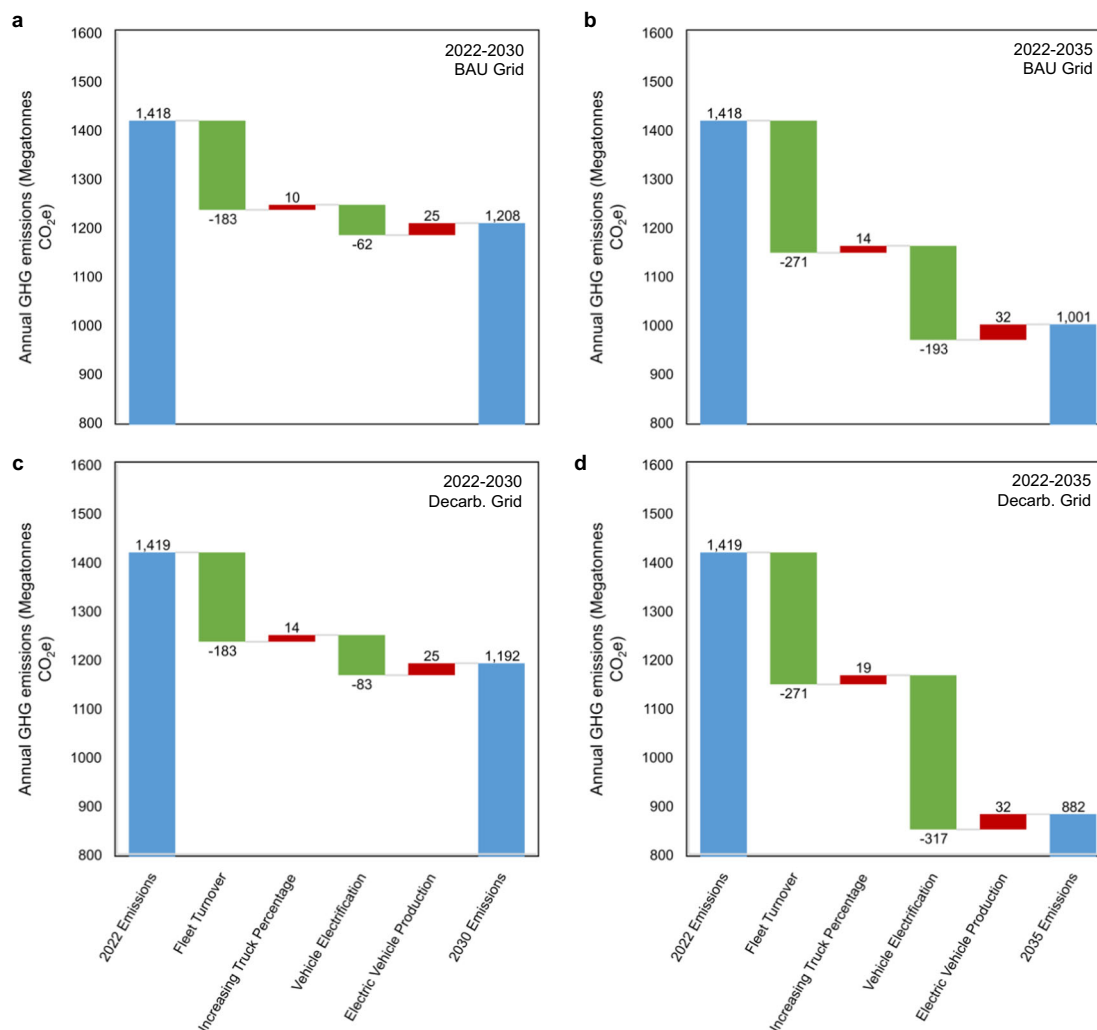 a
2022-2030
BAU Grid
Annual GHG emissions (Megatonnes
CO₂e)
1600
1500
1400
1300
1200
1100
1000
900
800
1,418
-183
10
-62
25
1,208
b
2022-2035
BAU Grid
Annual GHG emissions (Megatonnes
CO₂e)
1600
1500
1400
1300
1200
1100
1000
900
800
1,418
-271
14
-193
32
1,001
c
2022-2030
Decarb. Grid
Annual GHG emissions (Megatonnes
CO₂e)
1600
1500
1400
1300
1200
1100
1000
900
800
1,419
-183
14
-83
25
1,192
2022 Emissions
Fleet Turnover
Increasing Truck Percentage
Vehicle Electrification
Electric Vehicle Production
2030 Emissions
d
2022-2035
Decarb. Grid
Annual GHG emissions (Megatonnes
CO₂e)
1600
1500
1400
1300
1200
1100
1000
900
800
1,419
-271
19
-317
32
882
2022 Emissions
Fleet Turnover
Increasing Truck Percentage
Vehicle Electrification
Electric Vehicle Production
2035 Emissions